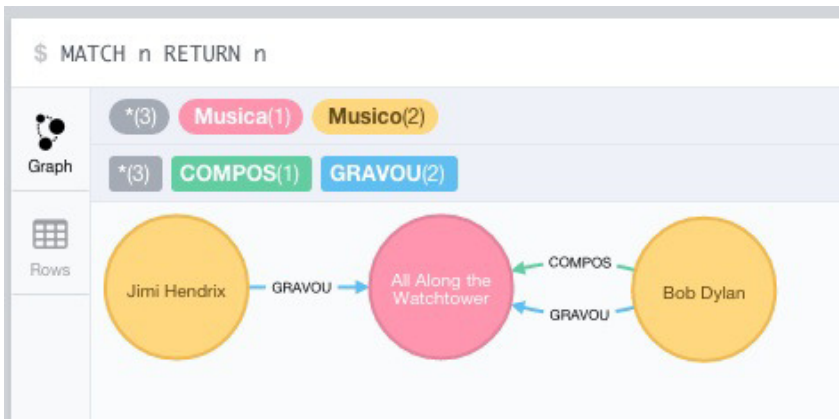 $ MATCH n RETURN n
*(3) Musica(1) Musico(2)
Graph
*(3) COMPOS(1) GRAVOU(2)
Rows
Jimi Hendrix
GRAVOU
All Along the
Watchtower
COMPOS
GRAVOU
Bob Dylan